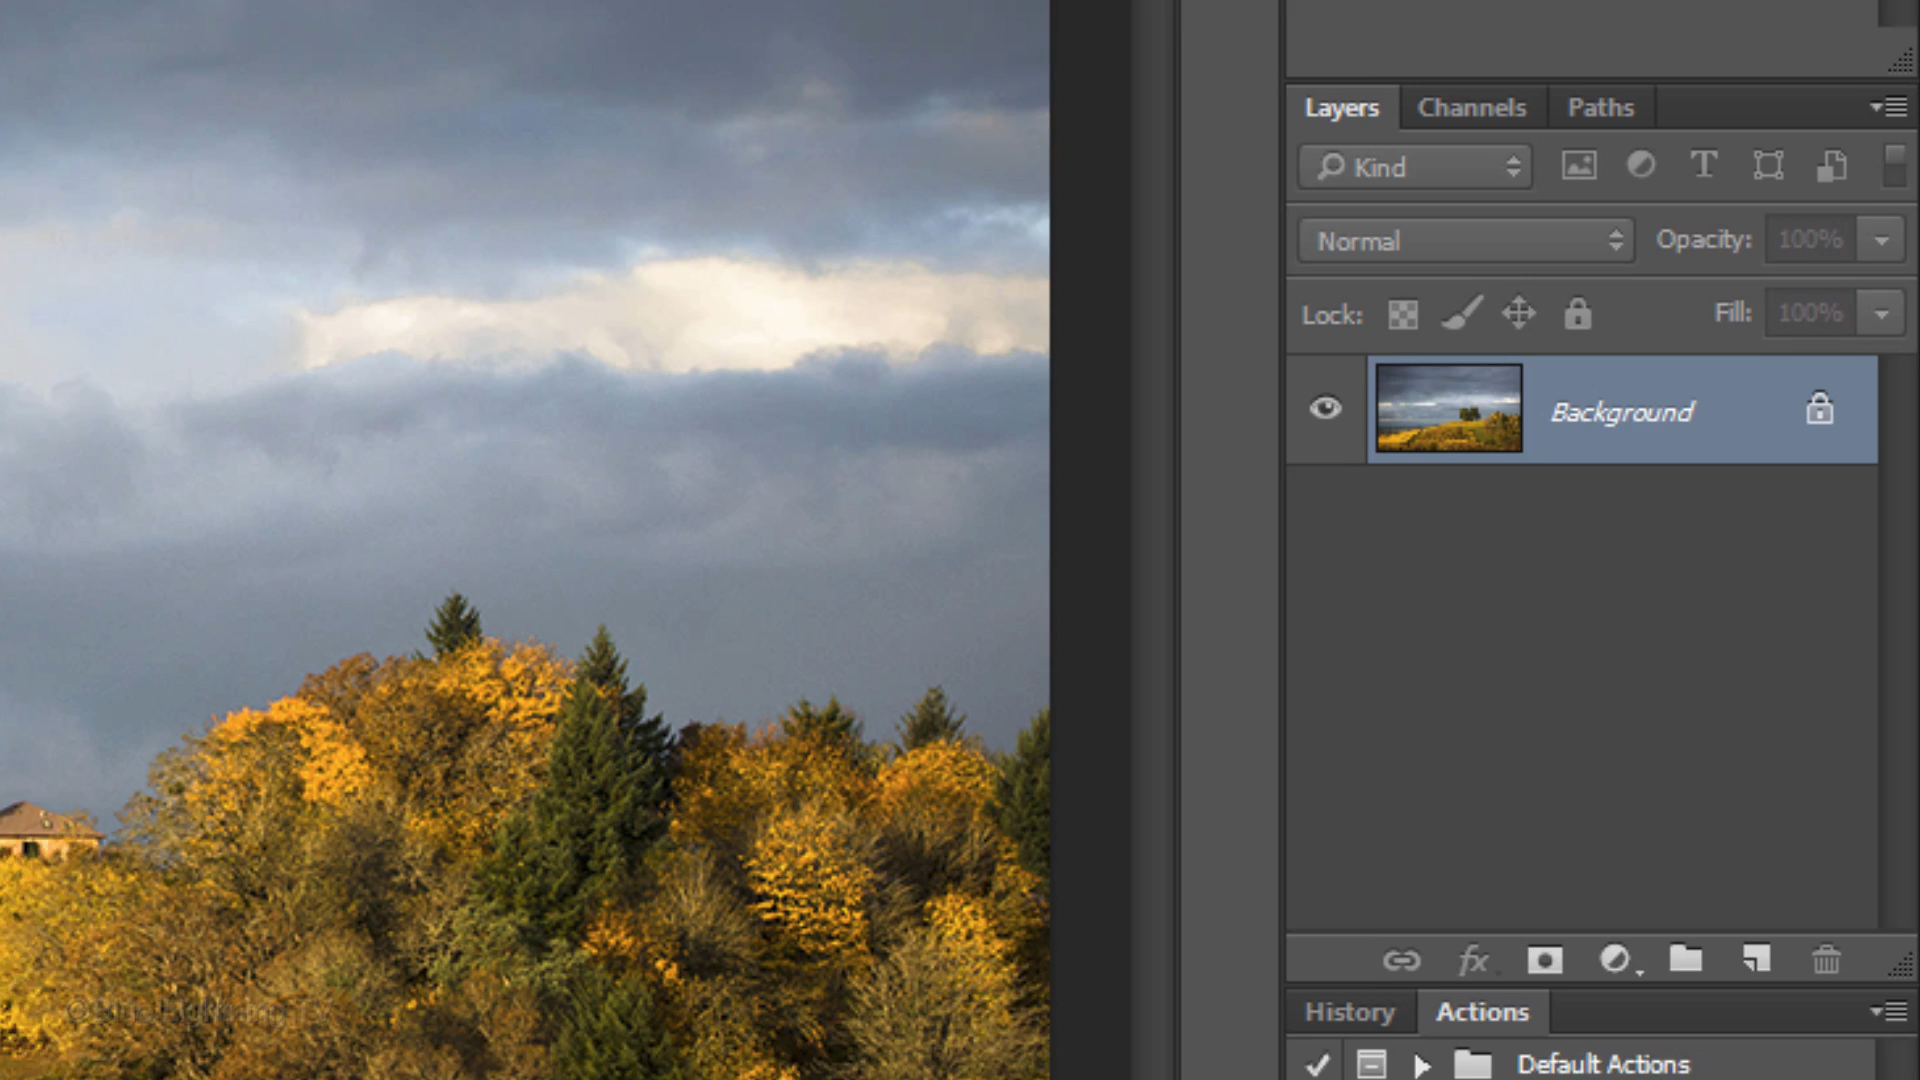 Layers Channels Paths
Kind
Normal Opacity: 100%
Lock: Fill: 100%
Background
fx
History Actions
Default Actions